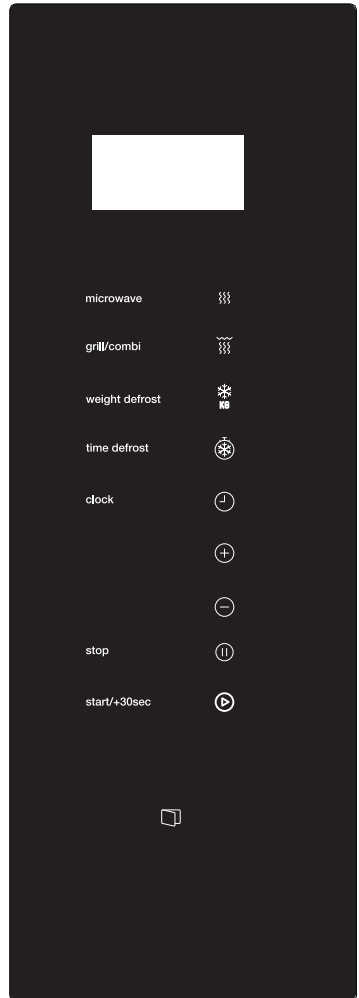 microwave
grill/combi
weight defrost
KG
time defrost
clock
stop
start/+30sec